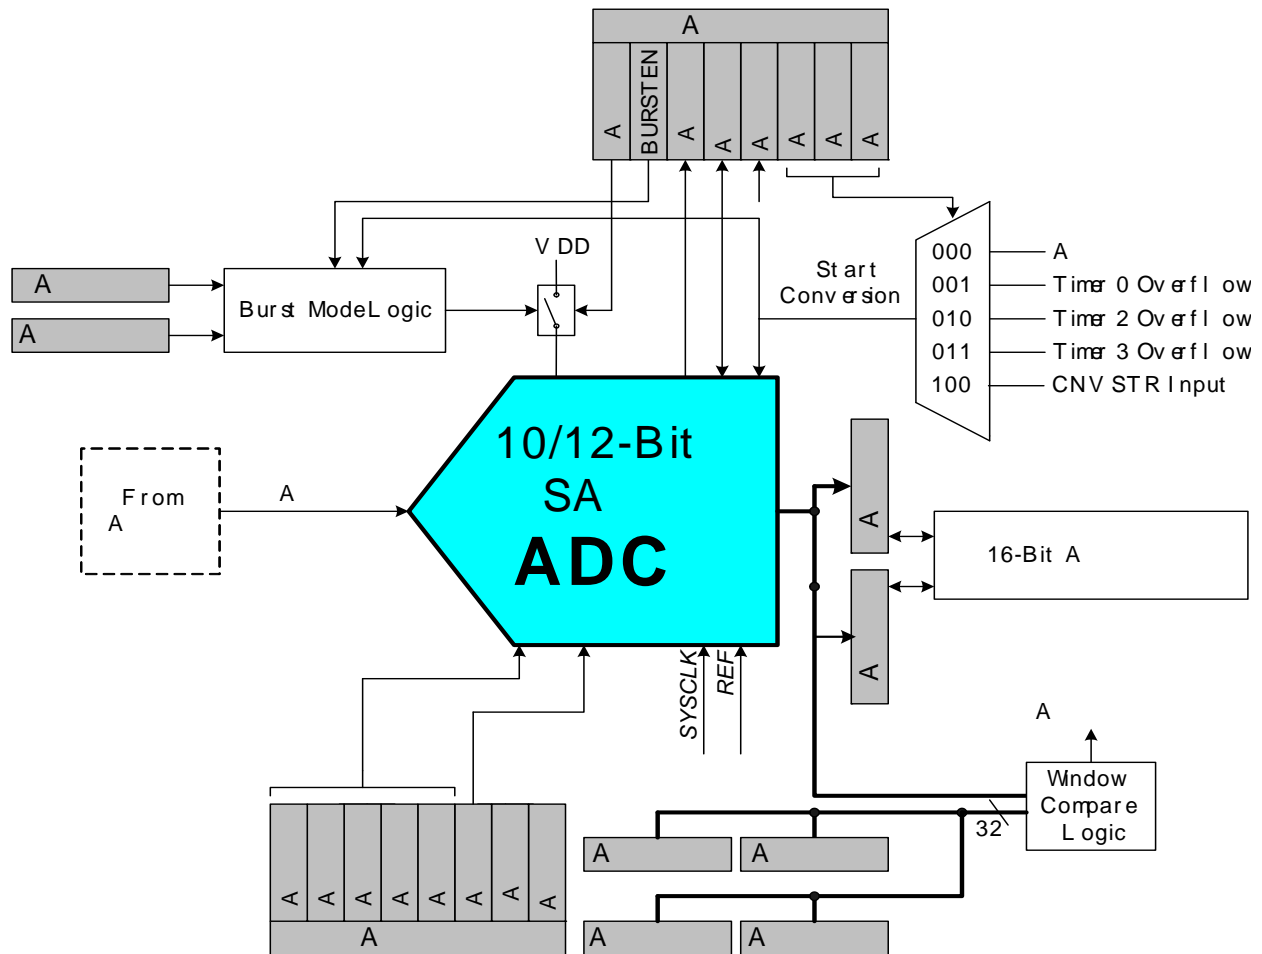 A
A
BURSTEN
A
A
A
A
A
A
VDD
Start
Conversion
000
001
010
011
100
A
Timer 0 Overflow
Timer 2 Overflow
Timer 3 Overflow
CNVSTR Input
A
A
Burst Mode Logic
10/12-Bit
SA
ADC
From
A
A
A
A
16-Bit A
SYSCLK
REF
A
Window
Compare
Logic
32
A
A
A
A
A
A
A
A
A
A
A
A
A